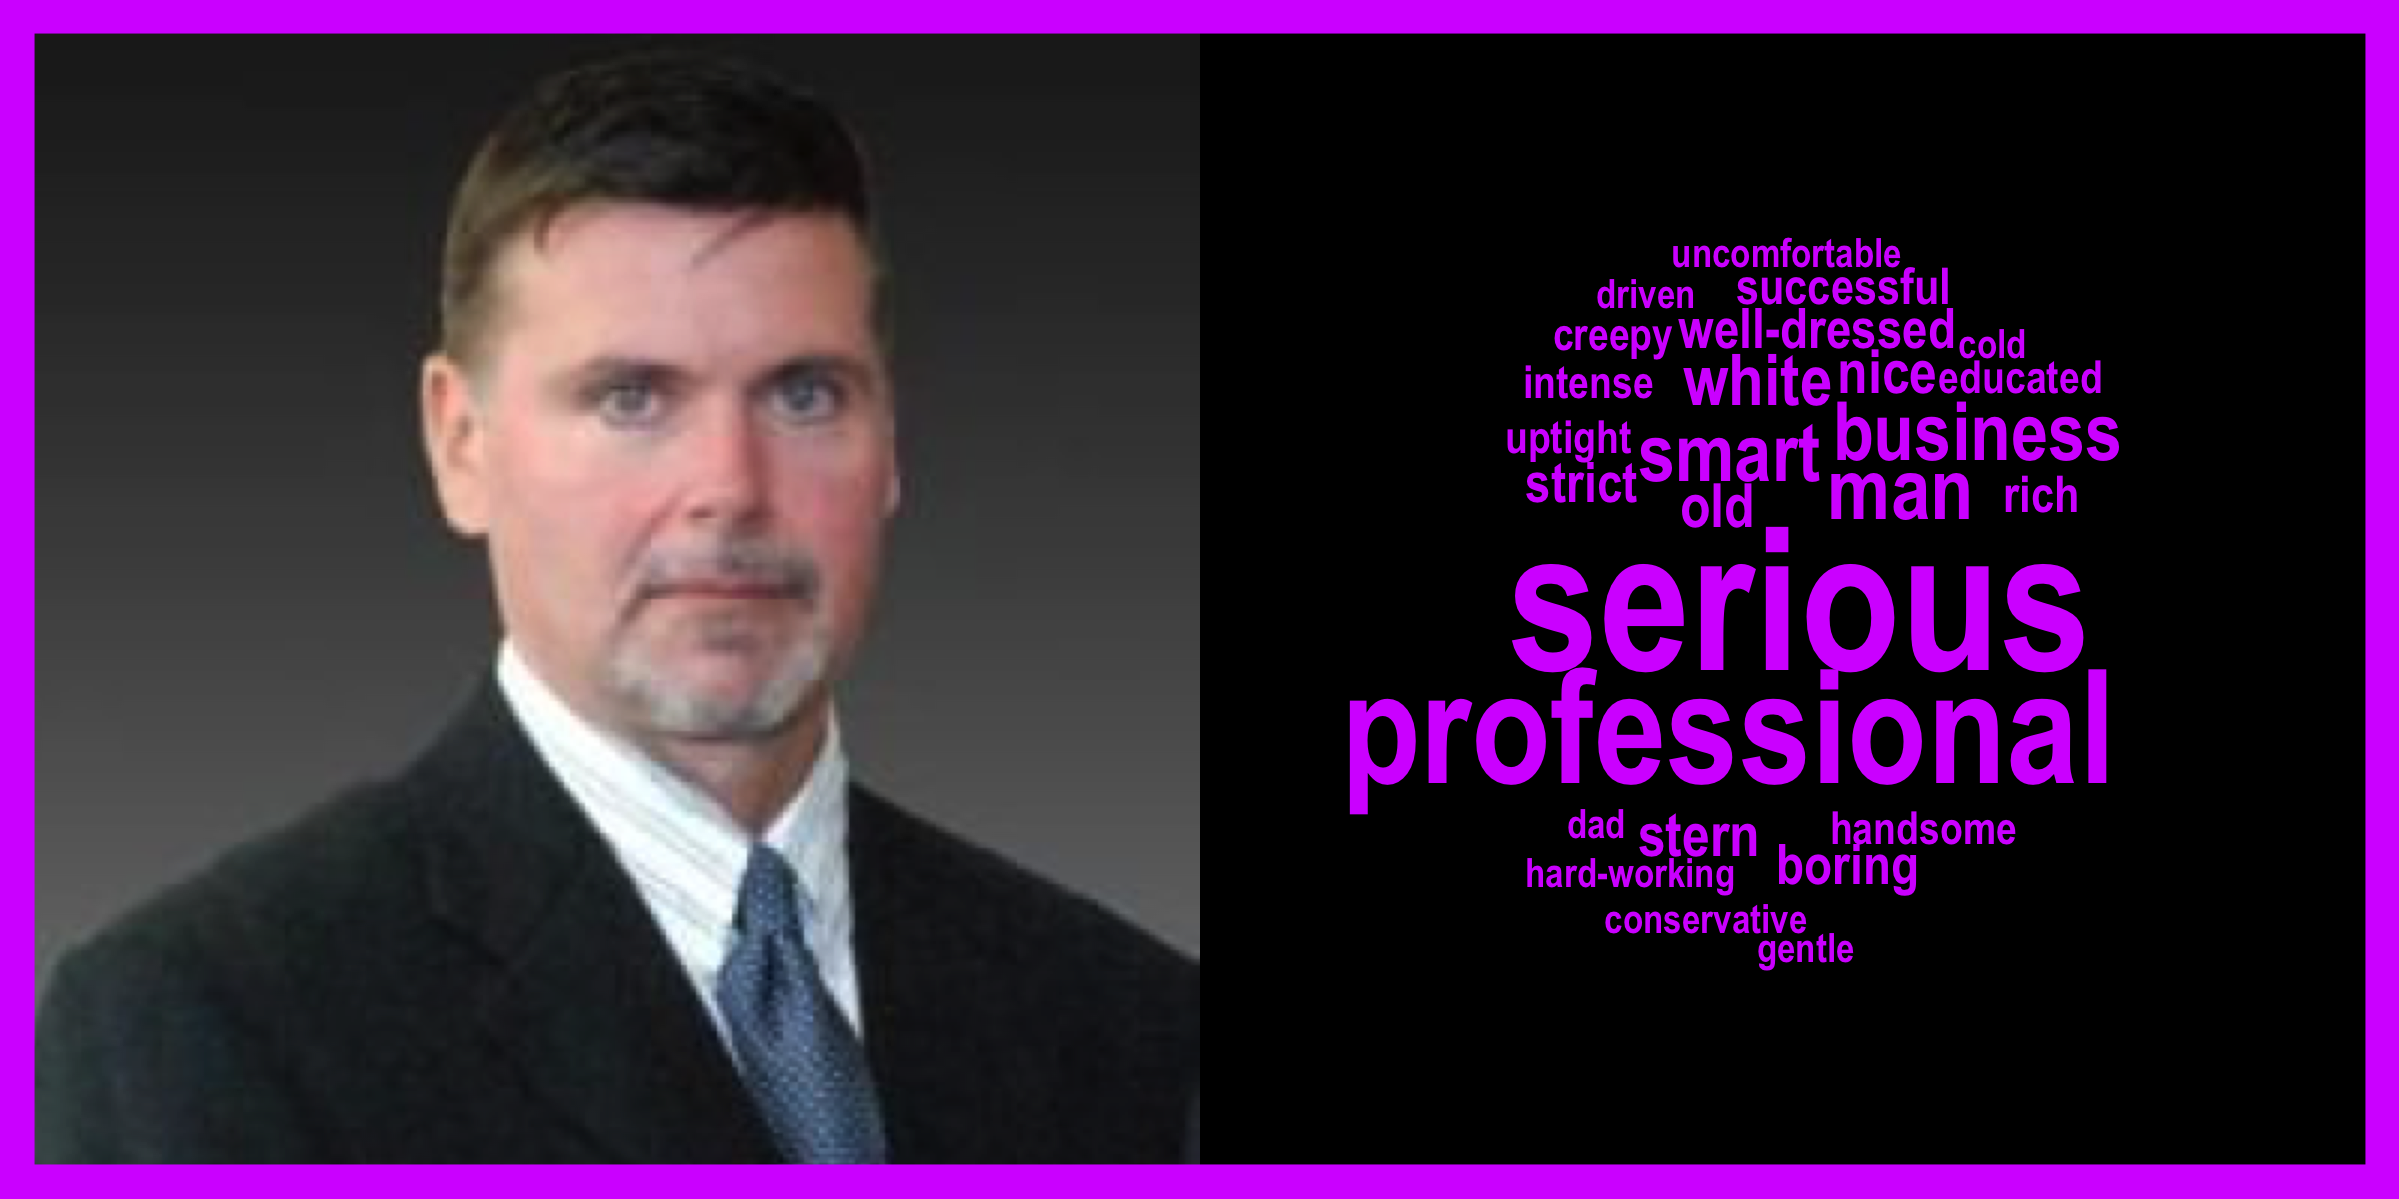 uncomfortable
driven successful
creepy well-dressed cold
intense white nice educated
uptight smart business
strict old man rich
serious
professional
dad stern handsome
hard-working boring
conservative
gentle